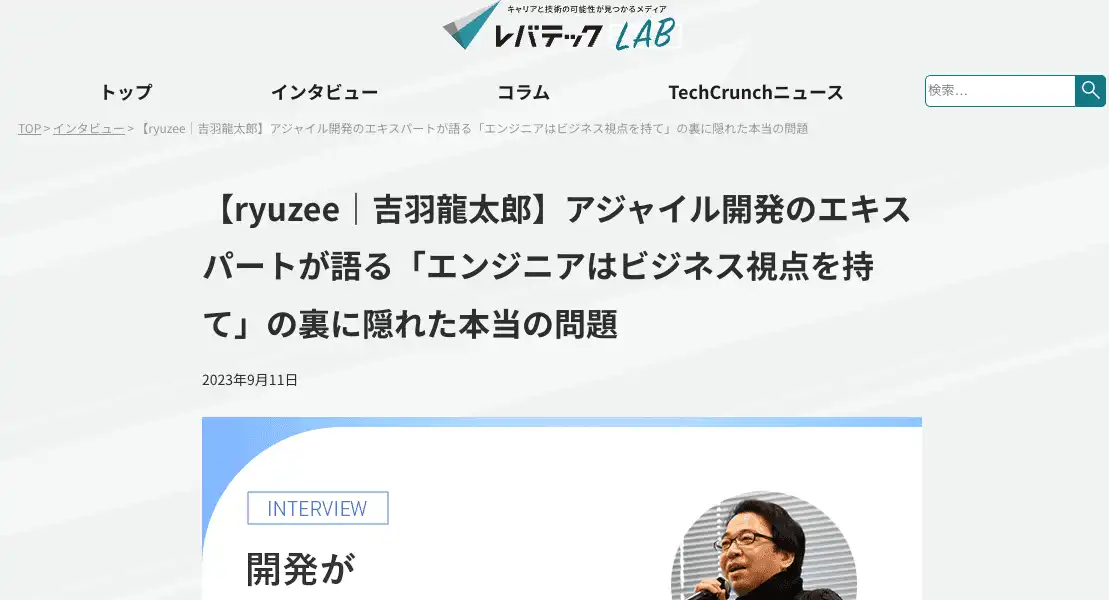 キャリアと技術の可能性が見つかるメディア
レバテック LAB
トップ
インタビュー
コラム
TechCrunchニュース
検索...
TOP > インタビュー > 【ryuzee｜吉羽龍太郎】アジャイル開発のエキスパートが語る「エンジニアはビジネス視点を持て」の裏に隠れた本当の問題
【ryuzee｜吉羽龍太郎】アジャイル開発のエキス
パートが語る「エンジニアはビジネス視点を持
て」の裏に隠れた本当の問題
2023年9月11日
INTERVIEW
開発が